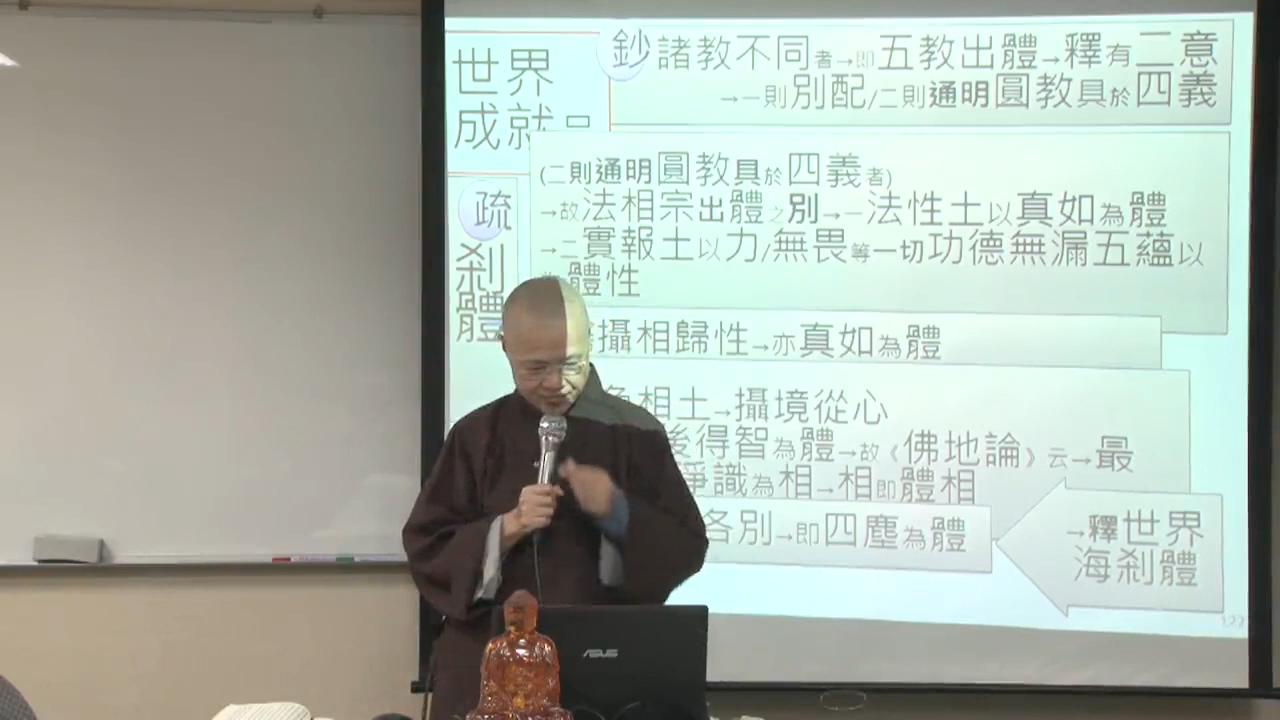 世界
成就品
疏
剎
體
鈔諸教不同者→即五教出體→釋有二意
→一則別配/二則通明圓教具於四義
(二則通明圓教具於四義者)
→故法相宗出體之別→一法性土以真如為體
→二實報土以力/無畏等一切功德無漏五蘊以
體性
攝相歸性→亦真如為體
相土→攝境從心
後得智為體→故《佛地論》云→最
淨識為相→相即體相
各別→即四塵為體
→釋世界
海剎體
122
ASUS